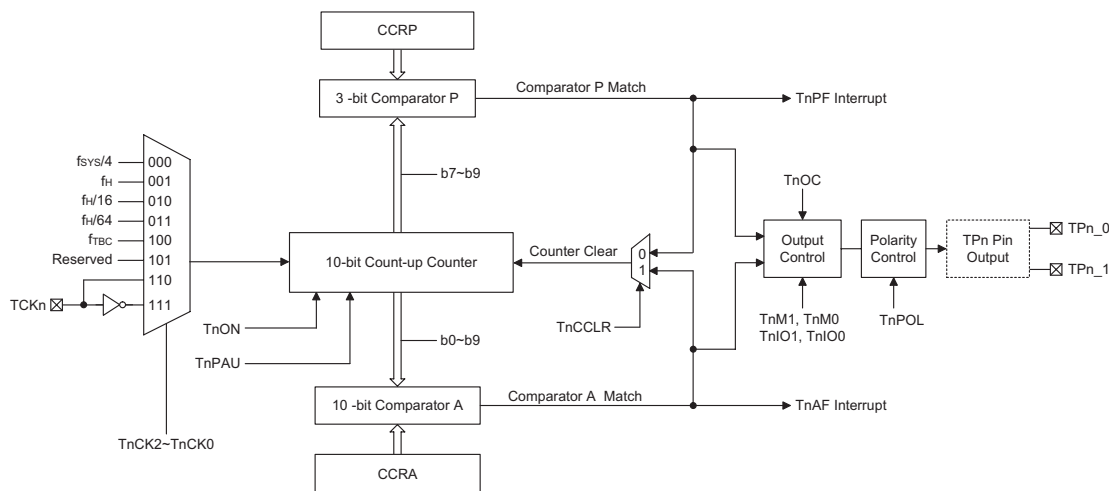 CCRP
3 -bit Comparator P
Comparator P Match
TnPF Interrupt
b7~b9
fSYS/4
000
fH
001
fH/16
010
fH/64
011
fTBC
100
Reserved
101
110
TCKn
111
TnCK2~TnCK0
10-bit Count-up Counter
TnON
TnPAU
b0~b9
Counter Clear
0
1
TnCCLR
TnOC
Output
Control
TnM1, TnM0
TnIO1, TnIO0
Polarity
Control
TnPOL
TPn Pin
Output
TPn_0
TPn_1
10 -bit Comparator A
Comparator A Match
TnAF Interrupt
CCRA